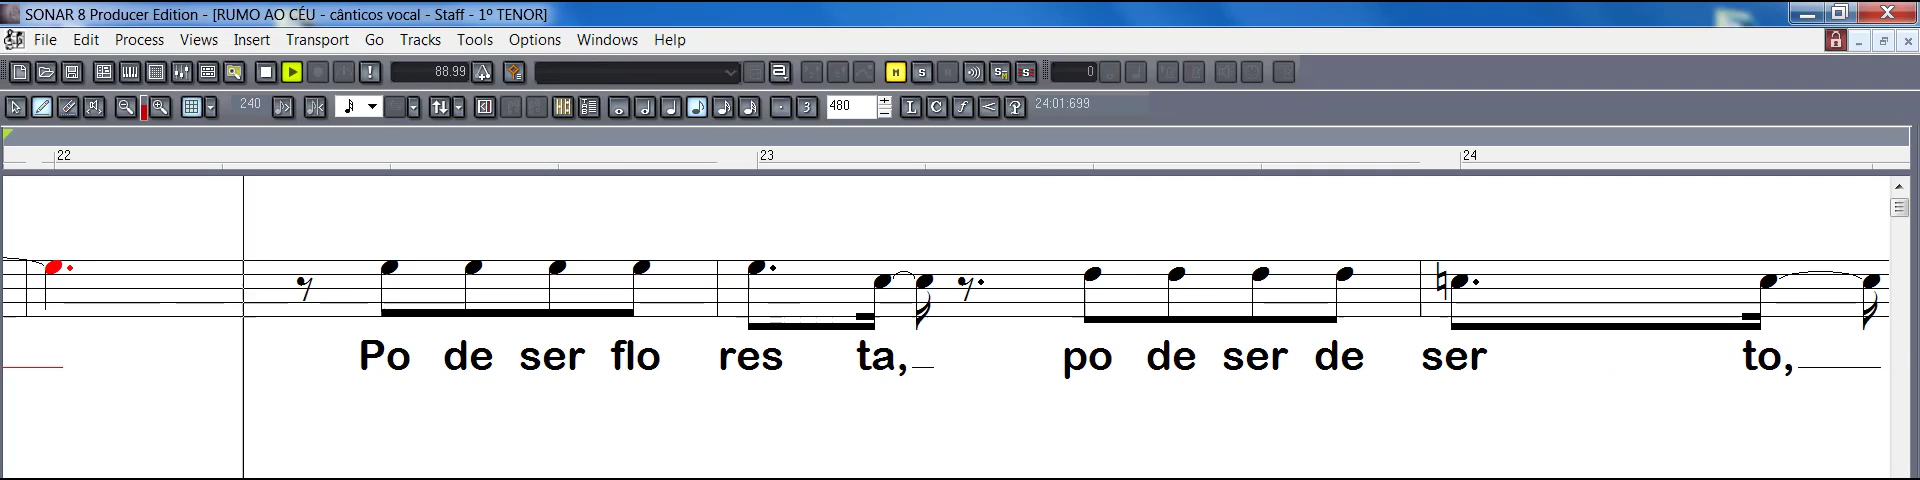 SONAR 8 Producer Edition - [RUMO AO CÉU - cânticos vocal - Staff - 1º TENOR]
File Edit Process Views Insert Transport Go Tracks Tools Options Windows Help
88.99 M S 0
240 3 480 L C f < ? 24:01:699
22 23 24
Po de ser flo res ta, po de ser de ser to,